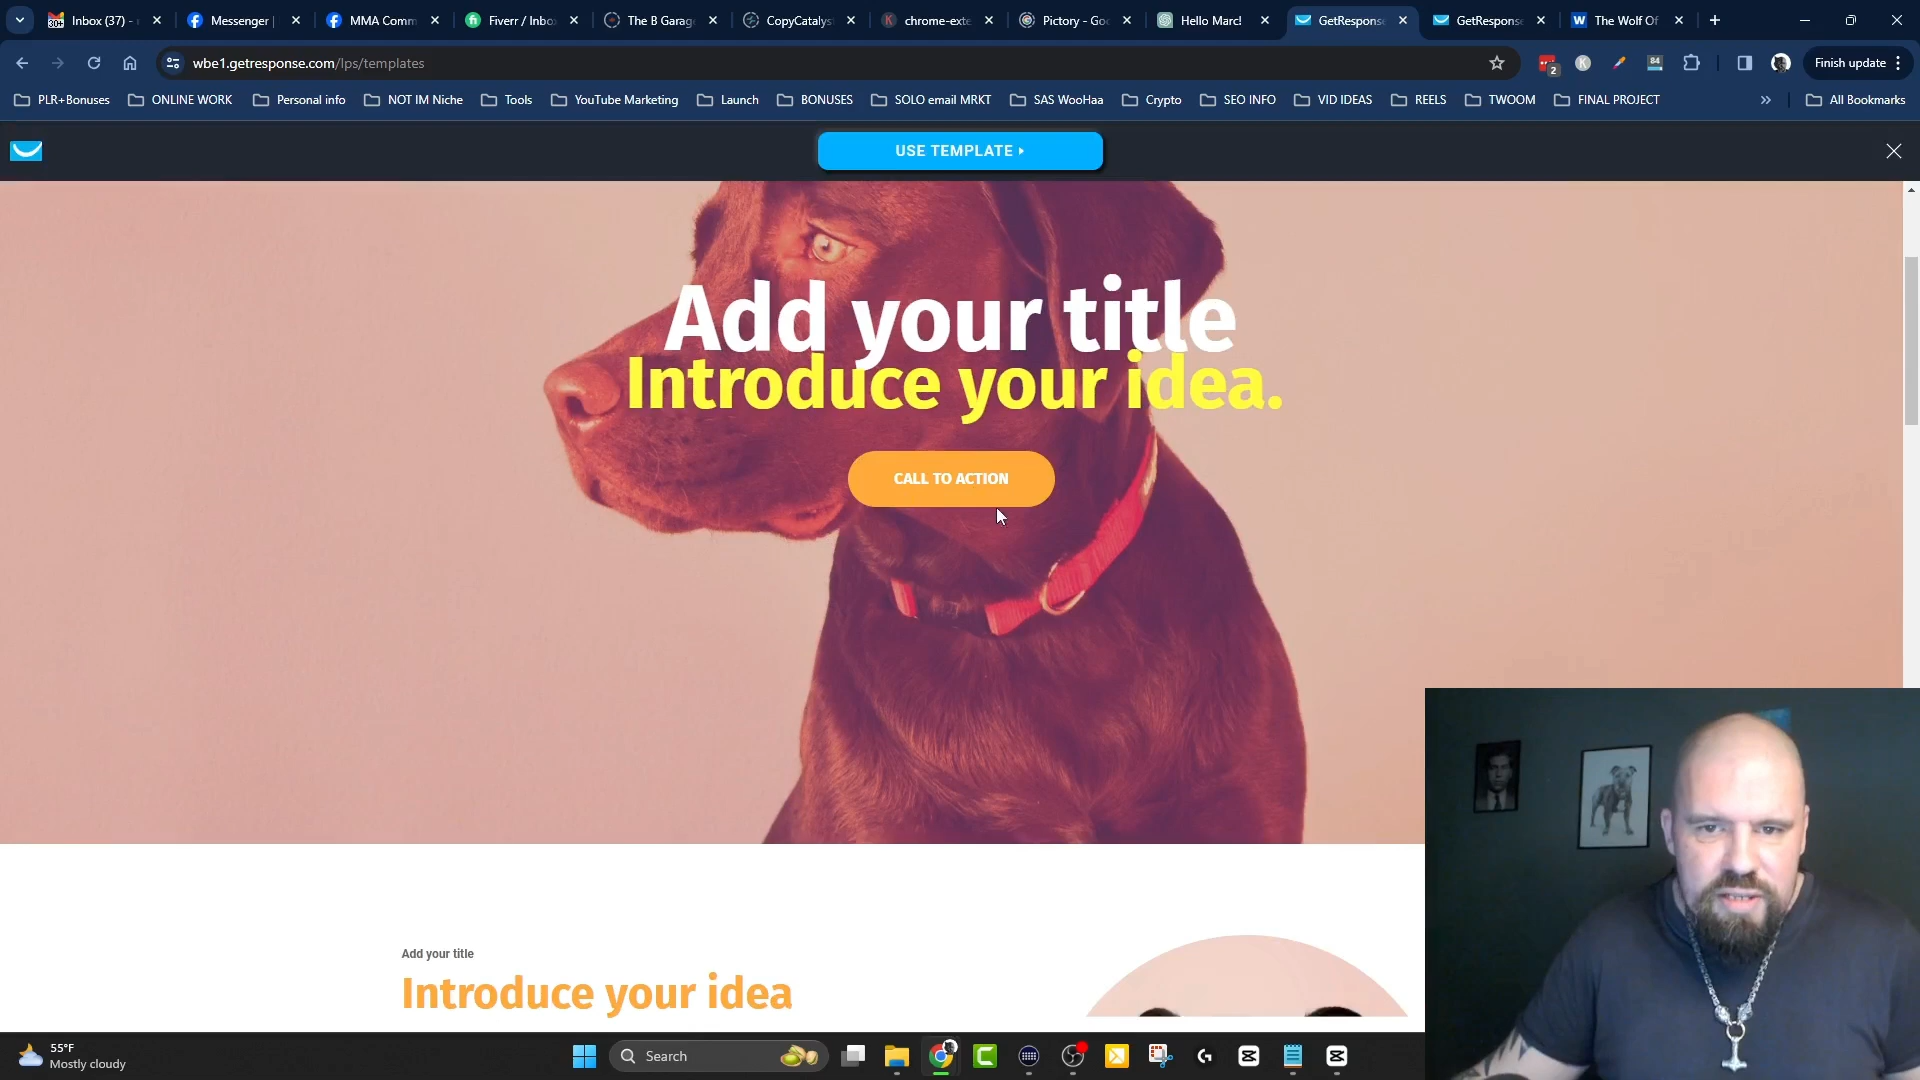 Inbox (37) -
Messenger |
MMA Comm
Fiverr / Inbo
The B Garag
CopyCatalys
chrome-exte
Pictory - Goo
Hello Marc!
GetRespons
GetRespons
The Wolf Of
wbe1.getresponse.com/lps/templates
2
K
84
Finish update
PLR+Bonuses
ONLINE WORK
Personal info
NOT IM Niche
Tools
YouTube Marketing
Launch
BONUSES
SOLO email MRKT
SAS WooHaa
Crypto
SEO INFO
VID IDEAS
REELS
TWOOM
FINAL PROJECT
All Bookmarks
USE TEMPLATE
Add your title
Introduce your idea.
CALL TO ACTION
Add your title
Introduce your idea
55°F
Mostly cloudy
Search